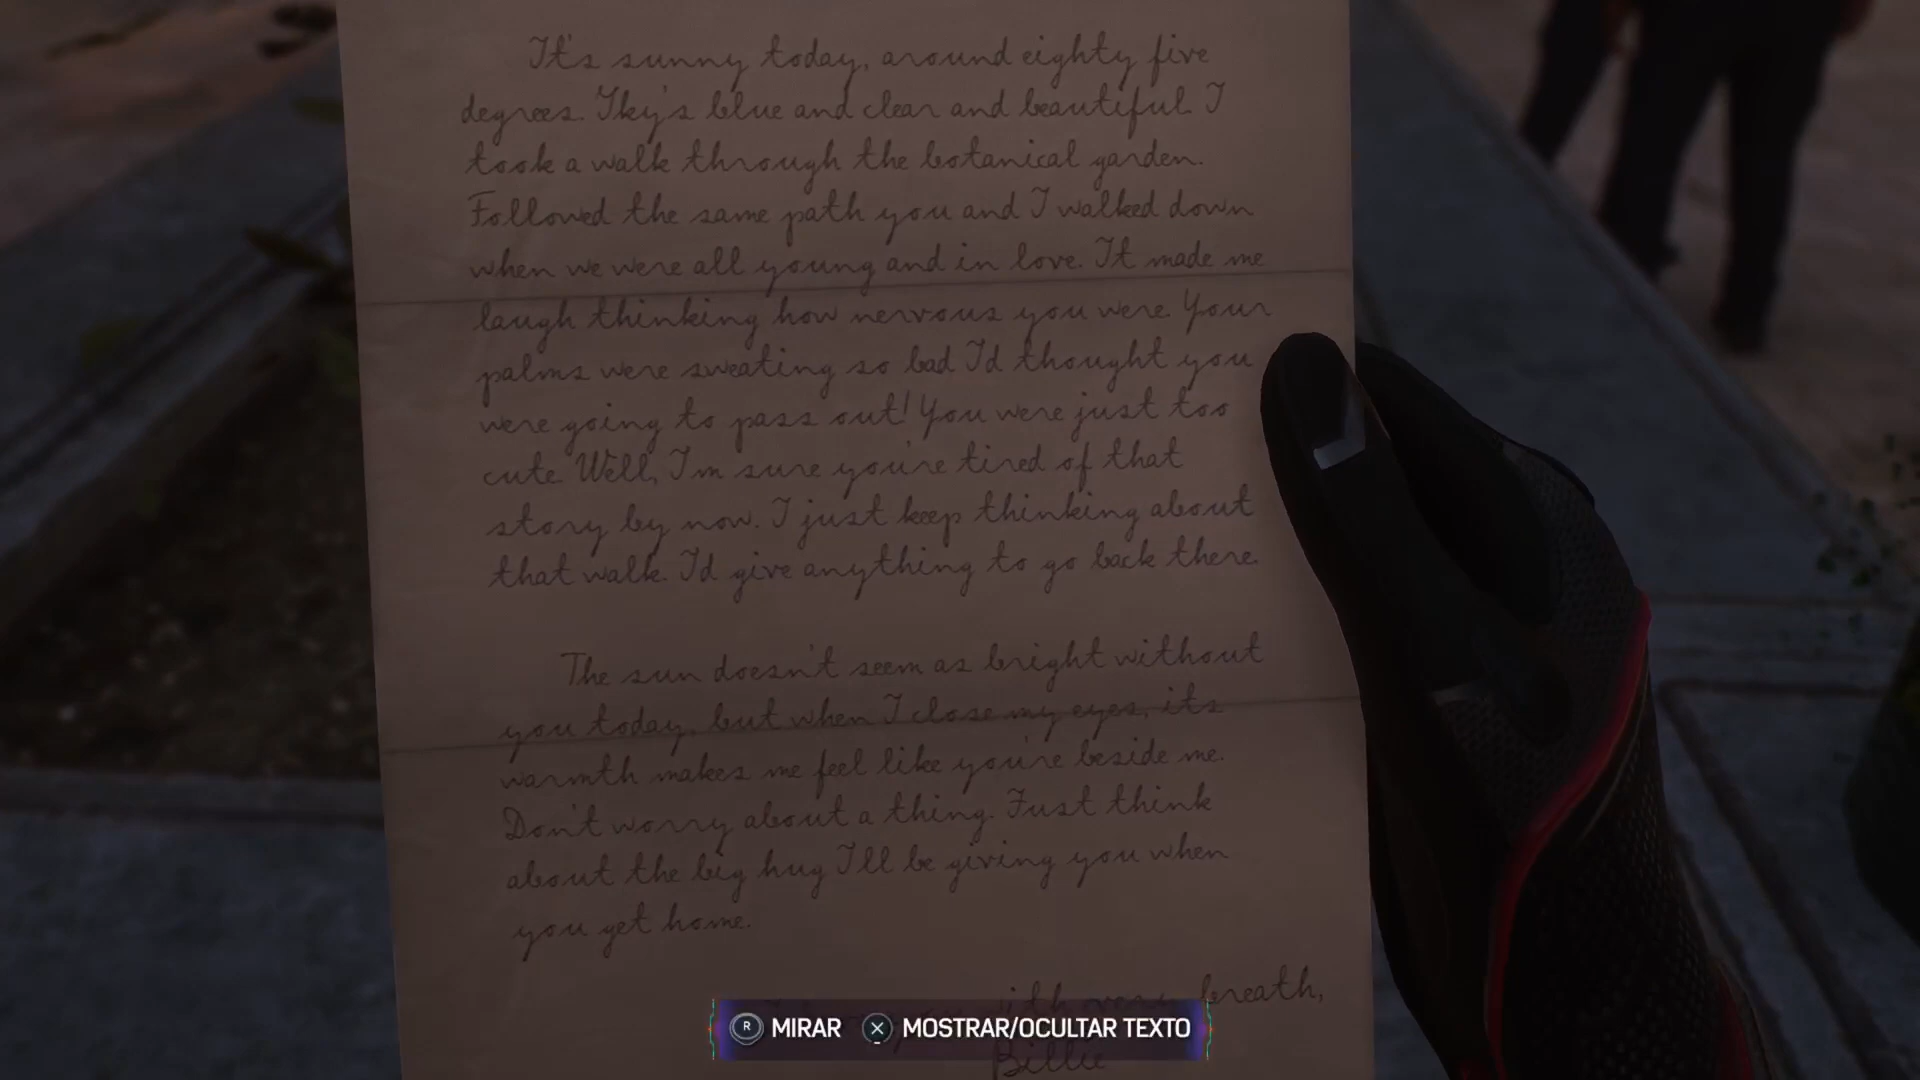 It's sunny today, around eighty five
degrees. Sky's blue and clear and beautiful. I
took a walk through the botanical garden.
Followed the same path you and I walked down
when we were all young and in love. It made me
laugh thinking how nervous you were. Your
palms were sweating so bad I'd thought you
were going to pass out! You were just too
cute. Well, I'm sure you're tired of that
story by now. I just keep thinking about
that walk. I'd give anything to go back there.
The sun doesn't seem as bright without
you today, but when I close my eyes, its
warmth makes me feel like you're beside me.
Don't worry about a thing. Just think
about the big hug I'll be giving you when
you get home.
breath,
R MIRAR MOSTRAR/OCULTAR TEXTO
Billie